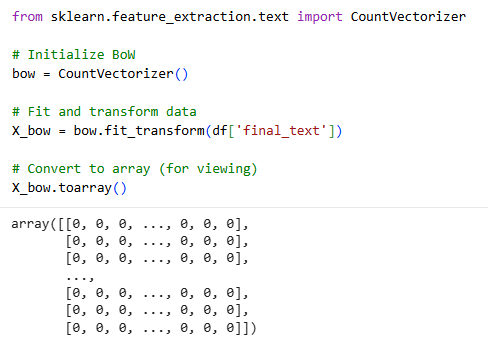 from sklearn.feature_extraction.text import CountVectorizer
# Initialize BoW
bow = CountVectorizer()
# Fit and transform data
X_bow = bow.fit_transform(df['final_text'])
# Convert to array (for viewing)
X_bow.toarray()
array([[0, 0, 0, ..., 0, 0, 0],
[0, 0, 0, ..., 0, 0, 0],
[0, 0, 0, ..., 0, 0, 0],
...,
[0, 0, 0, ..., 0, 0, 0],
[0, 0, 0, ..., 0, 0, 0],
[0, 0, 0, ..., 0, 0, 0]])